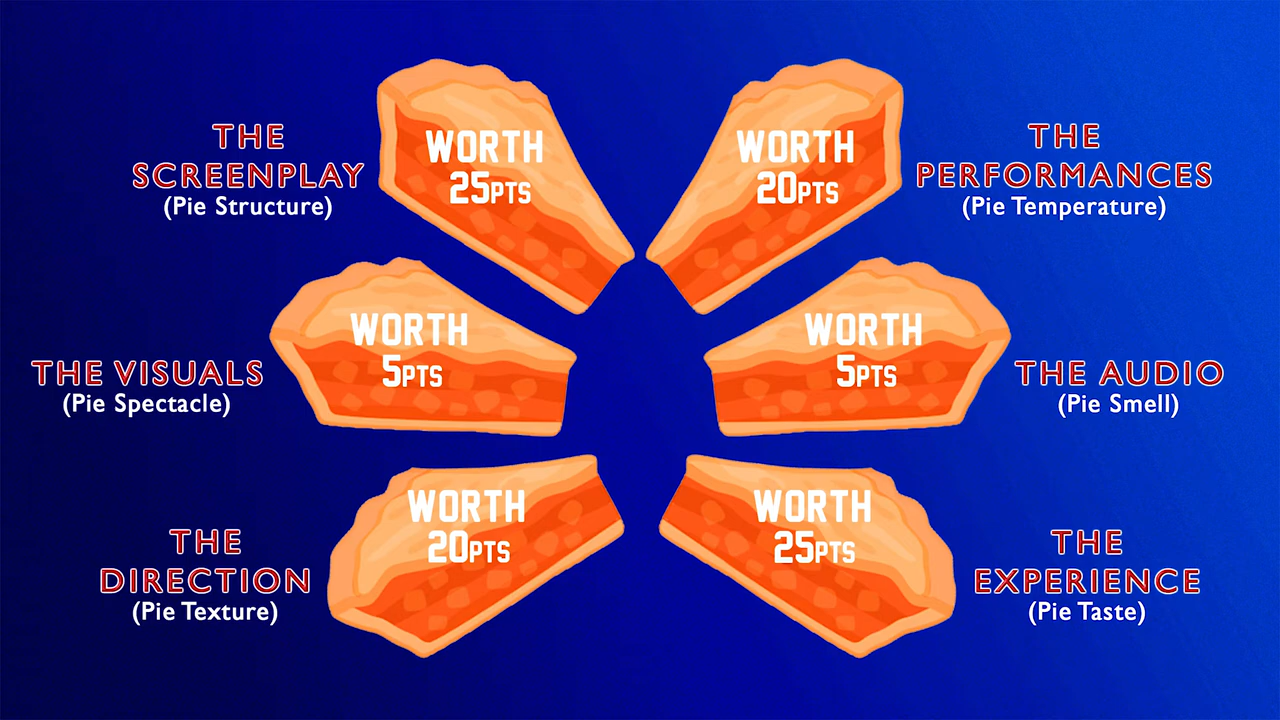 THE
SCREENPLAY
(Pie Structure)
WORTH
25PTS
WORTH
20PTS
THE
PERFORMANCES
(Pie Temperature)
THE VISUALS
(Pie Spectacle)
WORTH
5PTS
WORTH
5PTS
THE AUDIO
(Pie Smell)
THE
DIRECTION
(Pie Texture)
WORTH
20PTS
WORTH
25PTS
THE
EXPERIENCE
(Pie Taste)